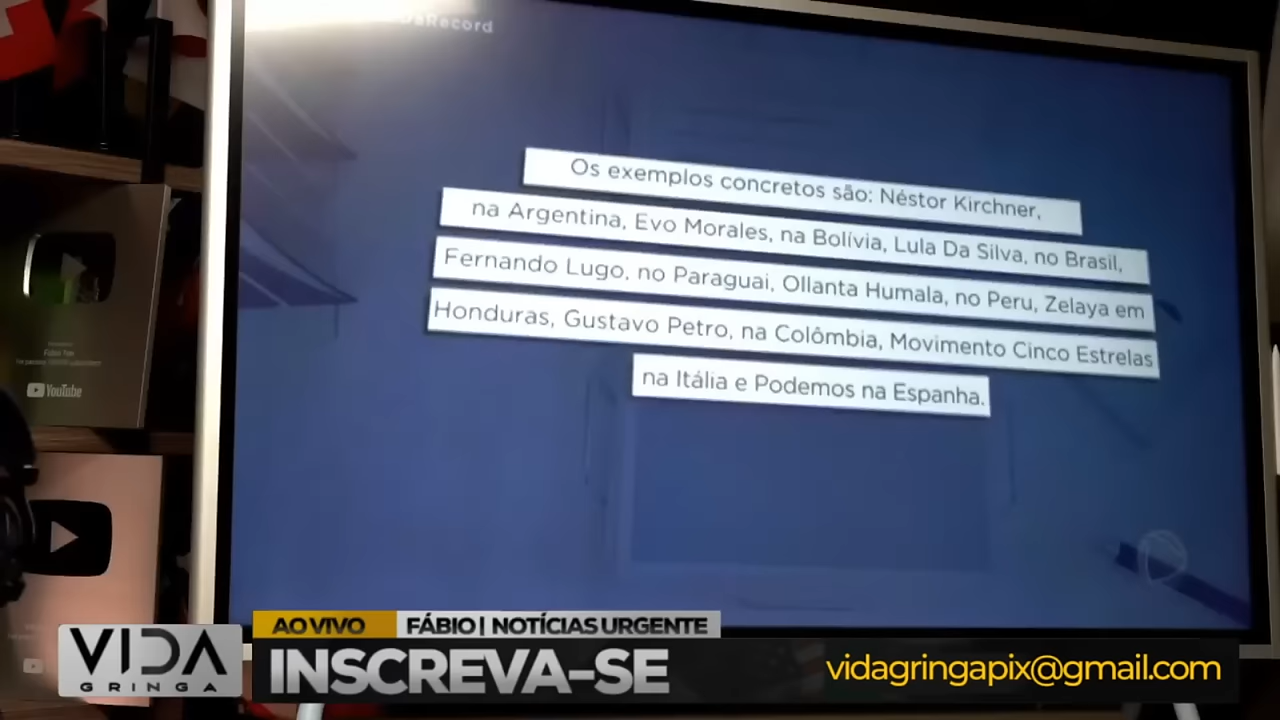 Record
Os exemplos concretos são: Néstor Kirchner,
na Argentina, Evo Morales, na Bolívia, Lula Da Silva, no Brasil,
Fernando Lugo, no Paraguai, Ollanta Humala, no Peru, Zelaya em
Honduras, Gustavo Petro, na Colômbia, Movimento Cinco Estrelas
na Itália e Podemos na Espanha.
YouTube
AO VIVO
FÁBIO | NOTÍCIAS URGENTE
VIDA
GRINGA
INSCREVA-SE
vidagringapix@gmail.com